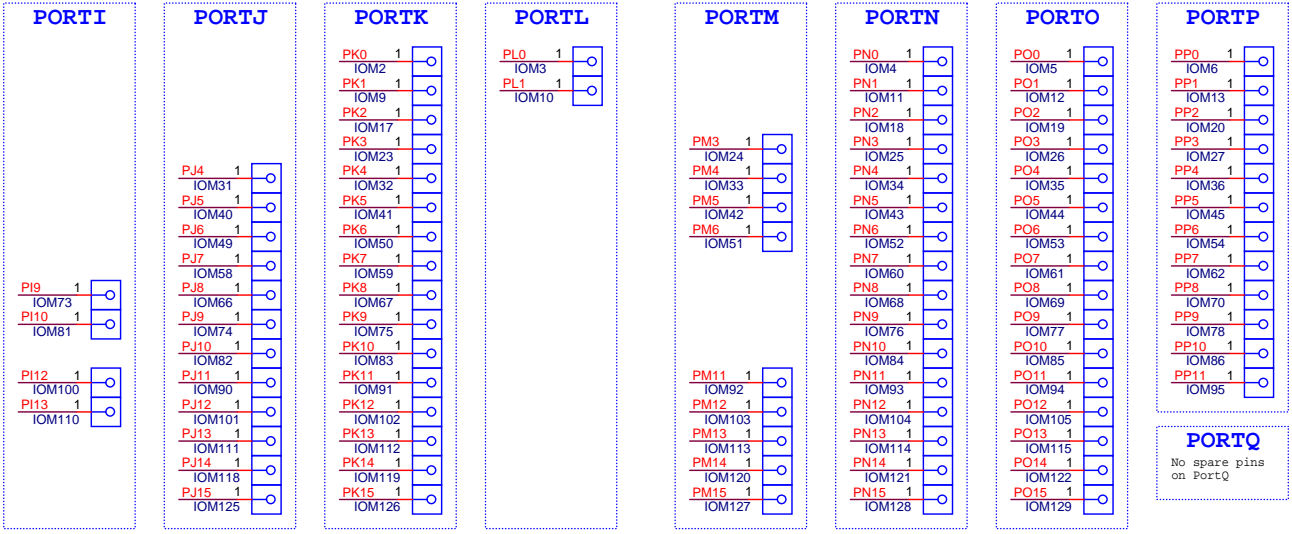 PORTI
PI9 1
IOM73
PI10 1
IOM81
PI12 1
IOM100
PI13 1
IOM110
PORTJ
PJ4 1
IOM31
PJ5 1
IOM40
PJ6 1
IOM49
PJ7 1
IOM58
PJ8 1
IOM66
PJ9 1
IOM74
PJ10 1
IOM82
PJ11 1
IOM90
PJ12 1
IOM101
PJ13 1
IOM111
PJ14 1
IOM118
PJ15 1
IOM125
PORTK
PK0 1
IOM2
PK1 1
IOM9
PK2 1
IOM17
PK3 1
IOM23
PK4 1
IOM32
PK5 1
IOM41
PK6 1
IOM50
PK7 1
IOM59
PK8 1
IOM67
PK9 1
IOM75
PK10 1
IOM83
PK11 1
IOM91
PK12 1
IOM102
PK13 1
IOM112
PK14 1
IOM119
PK15 1
IOM126
PORTL
PL0 1
IOM3
PL1 1
IOM10
PORTM
PM3 1
IOM24
PM4 1
IOM33
PM5 1
IOM42
PM6 1
IOM51
PM11 1
IOM92
PM12 1
IOM103
PM13 1
IOM113
PM14 1
IOM120
PM15 1
IOM127
PORTN
PN0 1
IOM4
PN1 1
IOM11
PN2 1
IOM18
PN3 1
IOM25
PN4 1
IOM34
PN5 1
IOM43
PN6 1
IOM52
PN7 1
IOM60
PN8 1
IOM68
PN9 1
IOM76
PN10 1
IOM84
PN11 1
IOM93
PN12 1
IOM104
PN13 1
IOM114
PN14 1
IOM121
PN15 1
IOM128
PORTO
PO0 1
IOM5
PO1 1
IOM12
PO2 1
IOM19
PO3 1
IOM26
PO4 1
IOM35
PO5 1
IOM44
PO6 1
IOM53
PO7 1
IOM61
PO8 1
IOM69
PO9 1
IOM77
PO10 1
IOM85
PO11 1
IOM94
PO12 1
IOM105
PO13 1
IOM115
PO14 1
IOM122
PO15 1
IOM129
PORTP
PP0 1
IOM6
PP1 1
IOM13
PP2 1
IOM20
PP3 1
IOM27
PP4 1
IOM36
PP5 1
IOM45
PP6 1
IOM54
PP7 1
IOM62
PP8 1
IOM70
PP9 1
IOM78
PP10 1
IOM86
PP11 1
IOM95
PORTQ
No spare pins
on PortQ